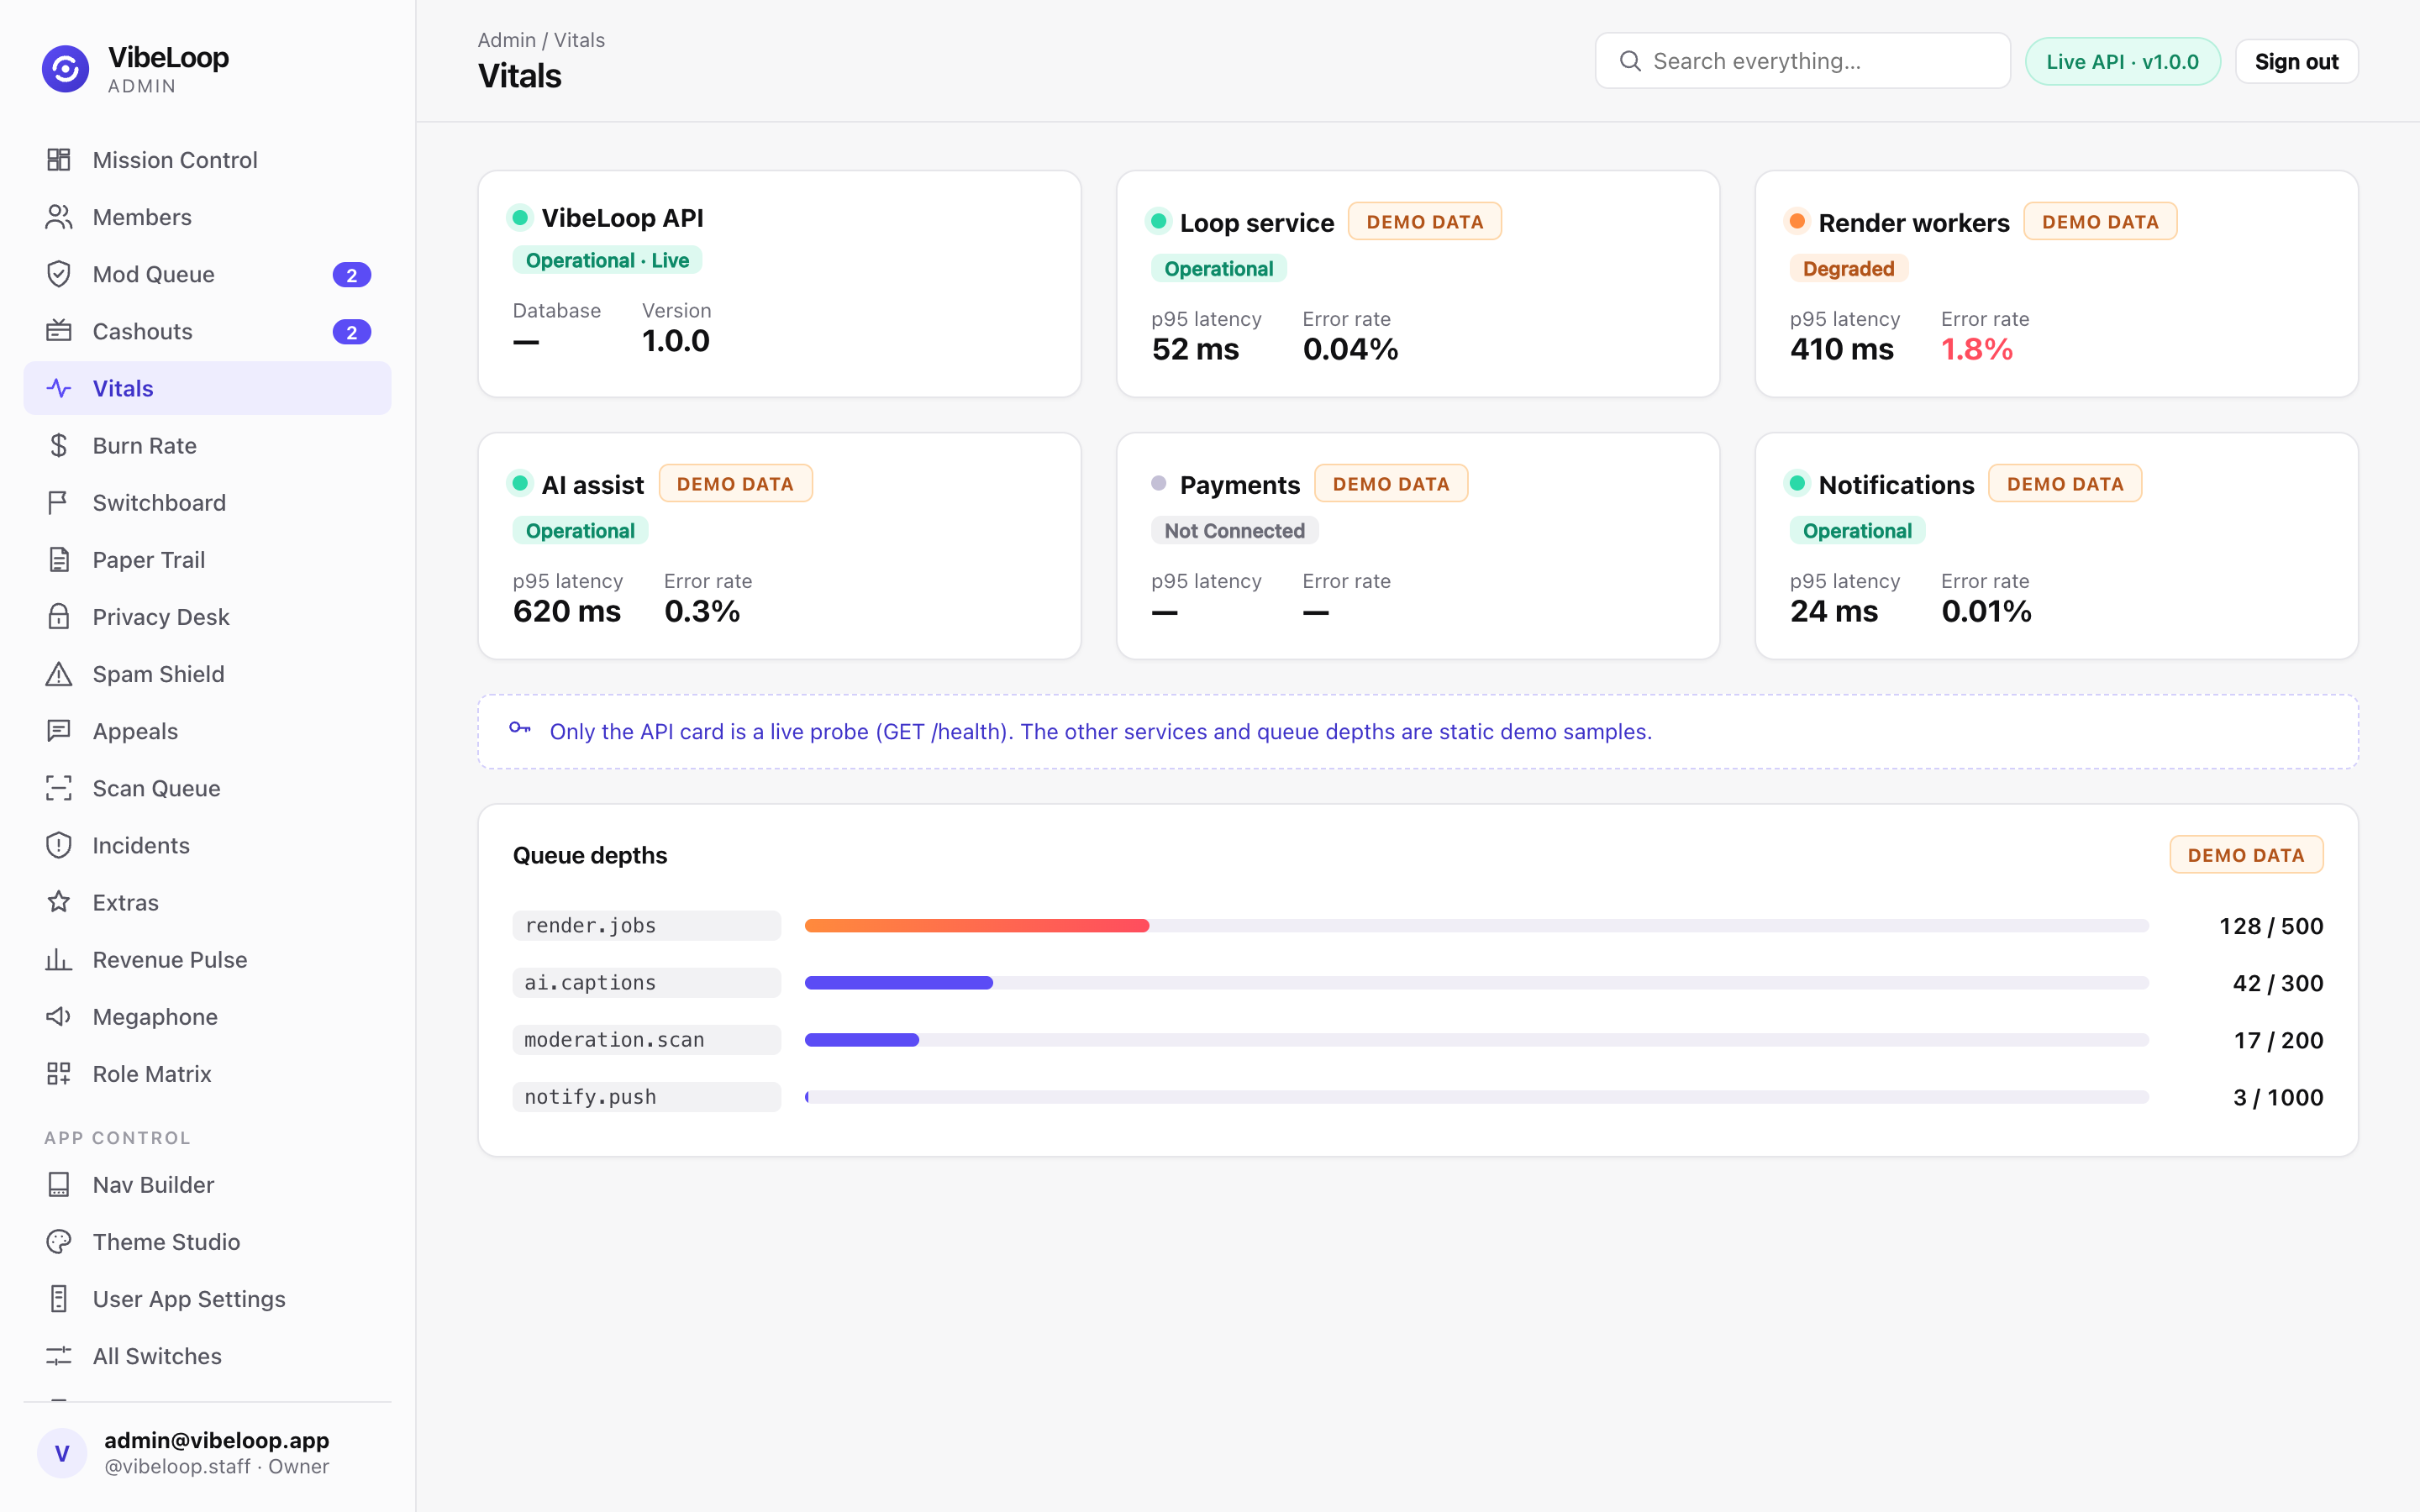 VibeLoop
ADMIN
Mission Control
Members
Mod Queue 2
Cashouts 2
Vitals
Burn Rate
Switchboard
Paper Trail
Privacy Desk
Spam Shield
Appeals
Scan Queue
Incidents
Extras
Revenue Pulse
Megaphone
Role Matrix
APP CONTROL
Nav Builder
Theme Studio
User App Settings
All Switches
V
admin@vibeloop.app
@vibeloop.staff · Owner
Admin / Vitals
Vitals
Search everything...
Live API · v1.0.0
Sign out
VibeLoop API
Operational · Live
Database Version
— 1.0.0
Loop service DEMO DATA
Operational
p95 latency Error rate
52 ms 0.04%
Render workers DEMO DATA
Degraded
p95 latency Error rate
410 ms 1.8%
AI assist DEMO DATA
Operational
p95 latency Error rate
620 ms 0.3%
Payments DEMO DATA
Not Connected
p95 latency Error rate
— —
Notifications DEMO DATA
Operational
p95 latency Error rate
24 ms 0.01%
Only the API card is a live probe (GET /health). The other services and queue depths are static demo samples.
Queue depths DEMO DATA
render.jobs 128 / 500
ai.captions 42 / 300
moderation.scan 17 / 200
notify.push 3 / 1000